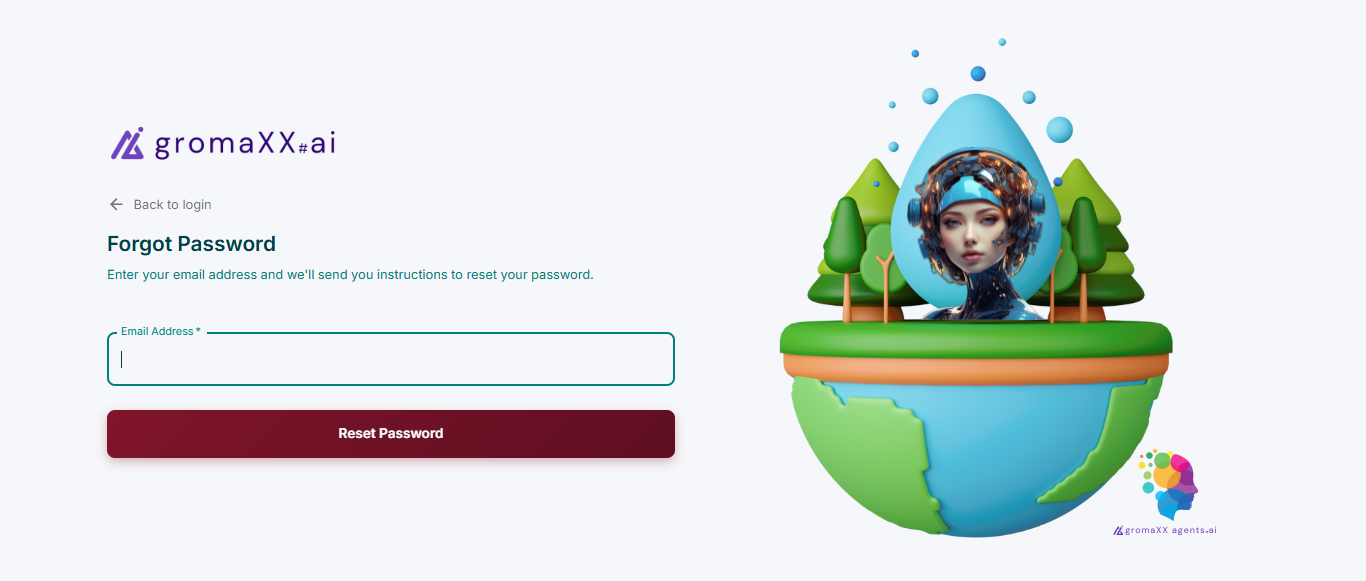 gromaXX#ai
Back to login
Forgot Password
Enter your email address and we'll send you instructions to reset your password.
Email Address *
Reset Password
gromaXX agents.ai